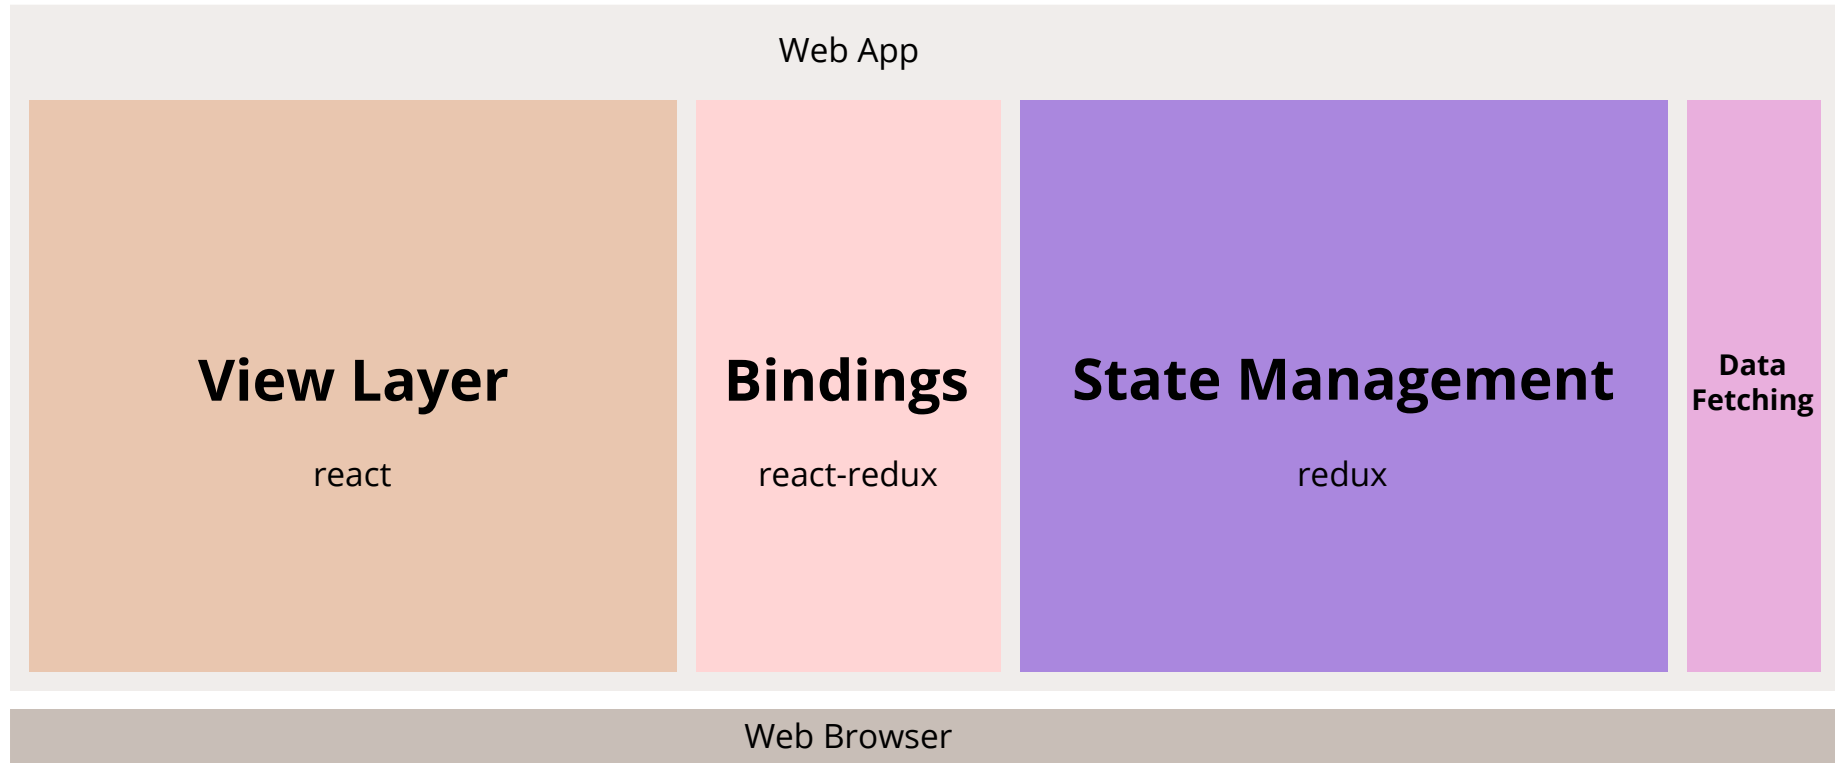 Web App
View Layer
react
Bindings
react-redux
State Management
redux
Data
Fetching
Web Browser